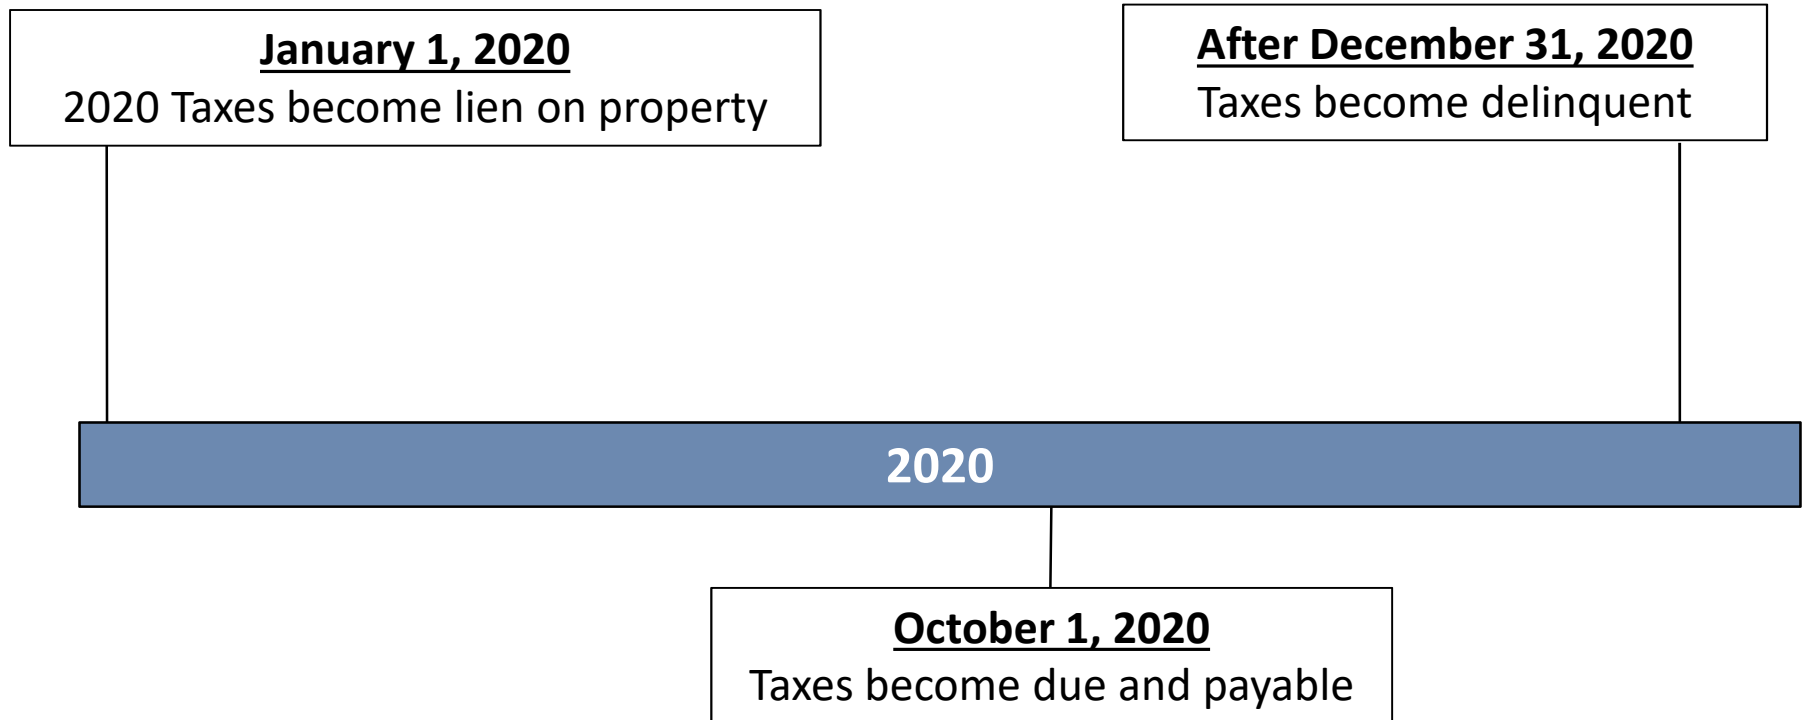 January 1, 2020
2020 Taxes become lien on property
After December 31, 2020
Taxes become delinquent
2020
October 1, 2020
Taxes become due and payable